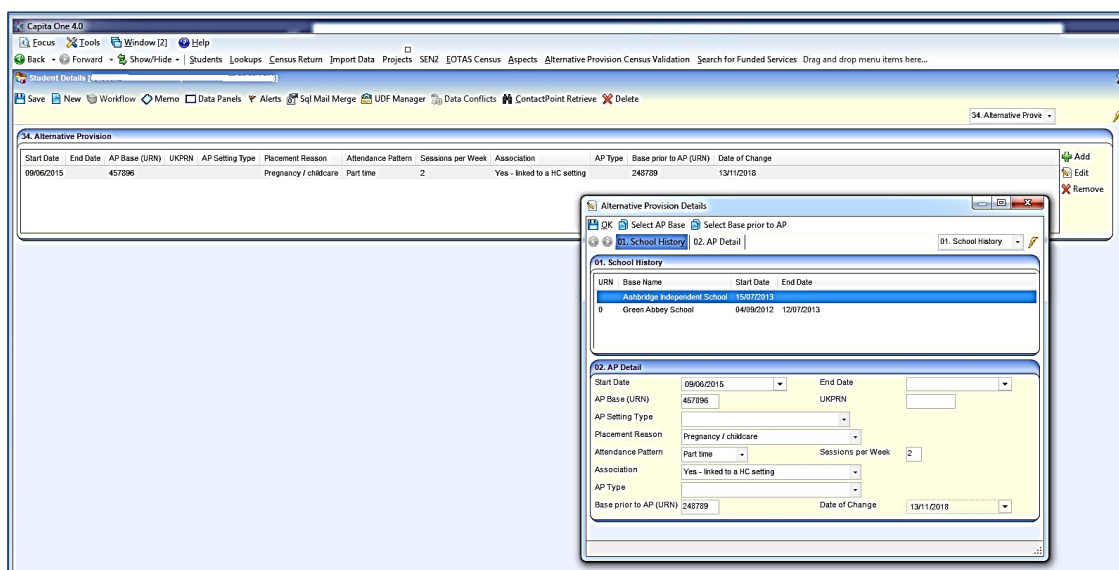 Capita One 4.0
Focus Tools Window [2] Help
Back Forward Show/Hide Students Lookups Census Return Import Data Projects SEN2 EOTAS Census Aspects Alternative Provision Census Validation Search for Funded Services Drag and drop menu items here...
Student Details [
Save New Workflow Memo Data Panels Alerts Sql Mail Merge UDF Manager Data Conflicts ContactPoint Retrieve Delete
34. Alternative Provis
34. Alternative Provision
Start Date End Date AP Base (URN) UKPRN AP Setting Type Placement Reason Attendance Pattern Sessions per Week Association AP Type Base prior to AP (URN) Date of Change
09/06/2015 457896 Pregnancy / childcare Part time 2 Yes - linked to a HC setting 248789 13/11/2018
Add
Edit
Remove
Alternative Provision Details
OK Select AP Base Select Base prior to AP
01. School History 02. AP Detail 01. School History
01. School History
URN Base Name Start Date End Date
Ashbridge Independent School 15/07/2013
0 Green Abbey School 04/09/2012 12/07/2013
02. AP Detail
Start Date 09/06/2015 End Date
AP Base (URN) 457896 UKPRN
AP Setting Type
Placement Reason Pregnancy / childcare
Attendance Pattern Part time Sessions per Week 2
Association Yes - linked to a HC setting
AP Type
Base prior to AP (URN) 248789 Date of Change 13/11/2018